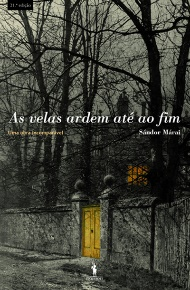 As velas ardem até ao fim
Uma obra incomparável
Sándor Márai